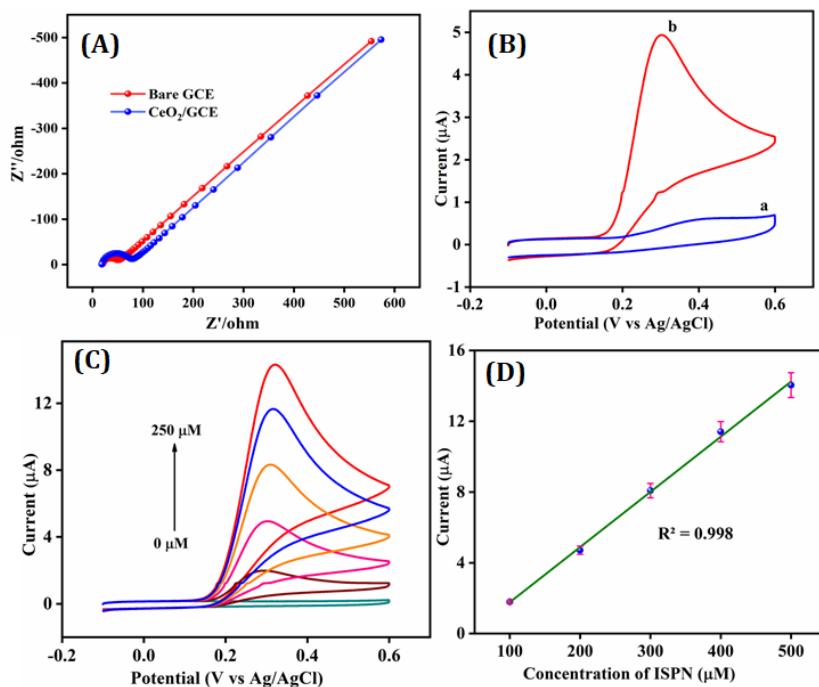 (A)
-500
-400
-300
-200
-100
0
Z''/ohm
Bare GCE
CeO₂/GCE
0 100 200 300 400 500 600
Z'/ohm
(B)
b
a
5
4
3
2
1
0
-1
Current (μA)
0.0 0.2 0.4 0.6
Potential (V vs Ag/AgCl)
(C)
250 μM
0 μM
12
8
4
0
Current (μA)
-0.2 0.0 0.2 0.4 0.6
Potential (V vs Ag/AgCl)
(D)
16
12
8
4
0
Current (μA)
R² = 0.998
100 200 300 400 500
Concentration of ISPN (μM)